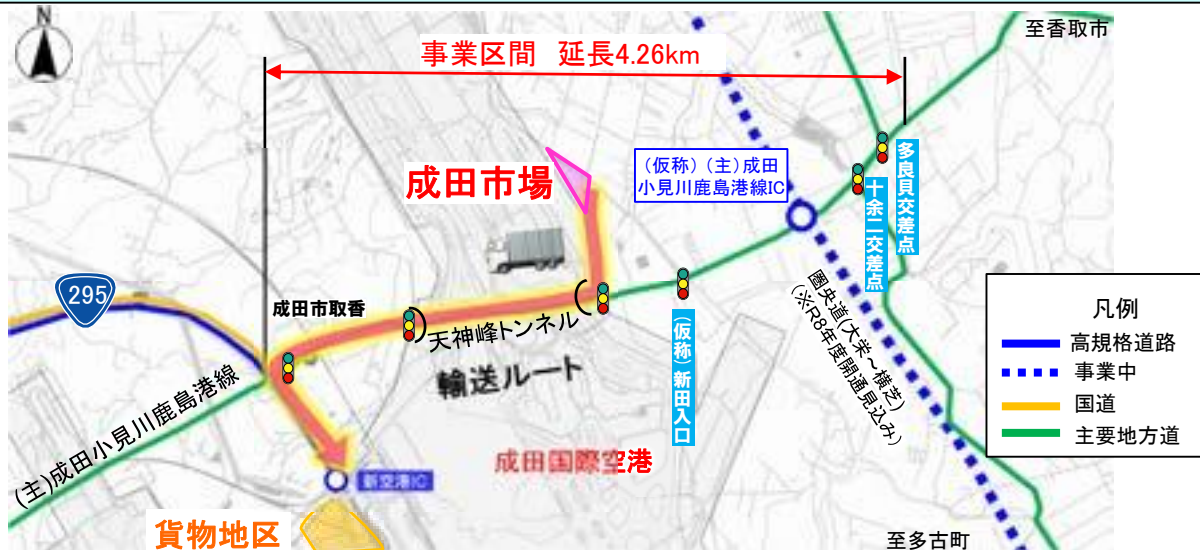 N
至香取市
事業区間 延長4.26km
成田市場
(仮称)(主)成田
小見川鹿島港線IC
多良貝交差点
十余二交差点
295
成田市取香
天神峰トンネル
輸送ルート
(仮称)新田入口
圏央道(大栄～横芝)
(※R8年度開通見込み)
凡例
高規格道路
事業中
国道
主要地方道
(主)成田小見川鹿島港線
成田国際空港
新空港IC
貨物地区
至多古町